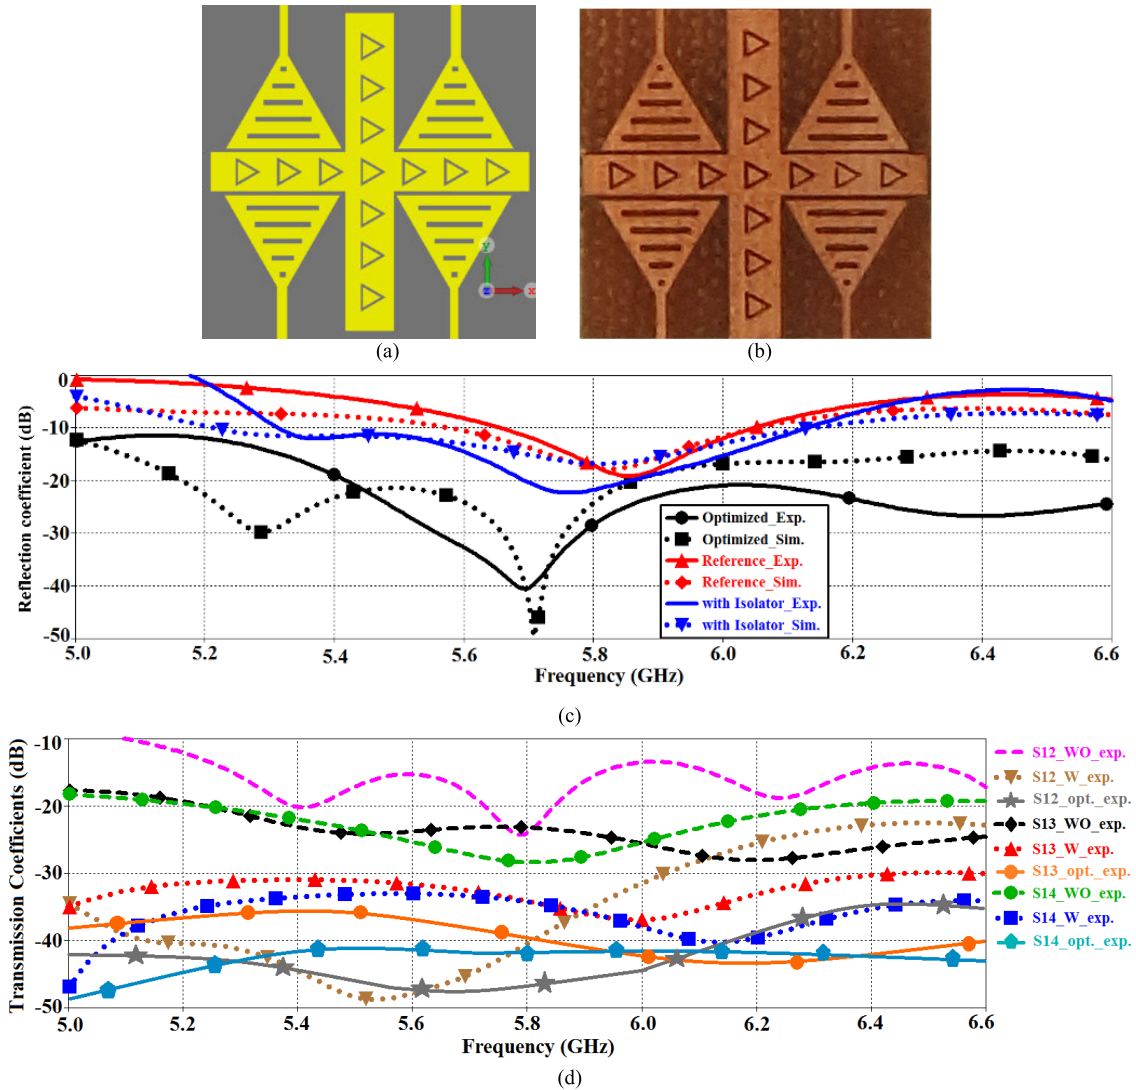 y
z
x
(a)
(b)
0
-10
-20
-30
-40
-50
Reflection coefficient (dB)
Optimized_Exp.
Optimized_Sim.
Reference_Exp.
Reference_Sim.
with Isolator_Exp.
with Isolator_Sim.
5.0 5.2 5.4 5.6 5.8 6.0 6.2 6.4 6.6
Frequency (GHz)
(c)
-10
-20
-30
-40
-50
Transmission Coefficients (dB)
S12_WO_exp.
S12_W_exp.
S12_opt._exp.
S13_WO_exp.
S13_W_exp.
S13_opt._exp.
S14_WO_exp.
S14_W_exp.
S14_opt._exp.
5.0 5.2 5.4 5.6 5.8 6.0 6.2 6.4 6.6
Frequency (GHz)
(d)